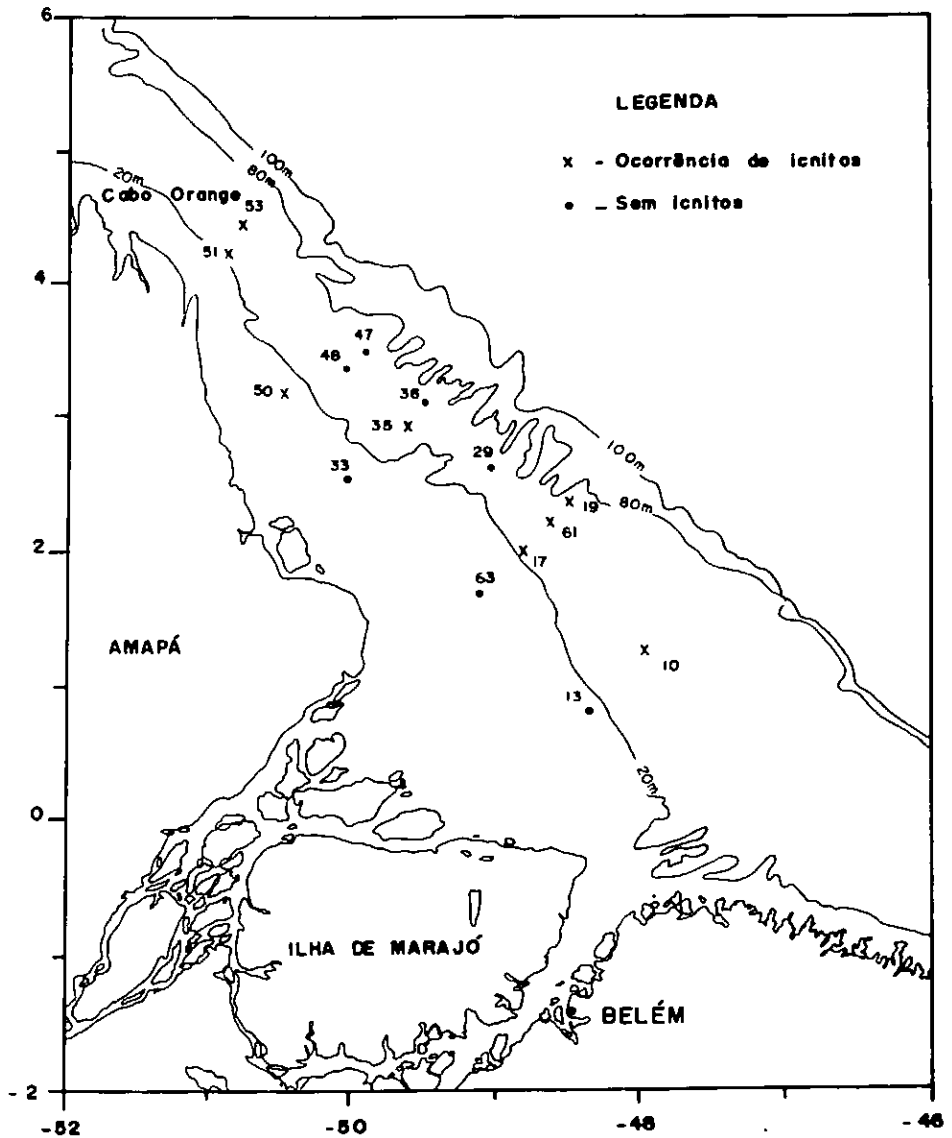 6
LEGENDA
x - Ocorrência de icnitos
• - Sem icnitos
100m
80m
20m
Cabo Orange
53
51
4
47
48
36
50
35
29
33
100m
19
80m
61
2
17
63
AMAPÁ
10
13
20m
0
ILHA DE MARAJÓ
BELÉM
-2
-52
-50
-48
-46